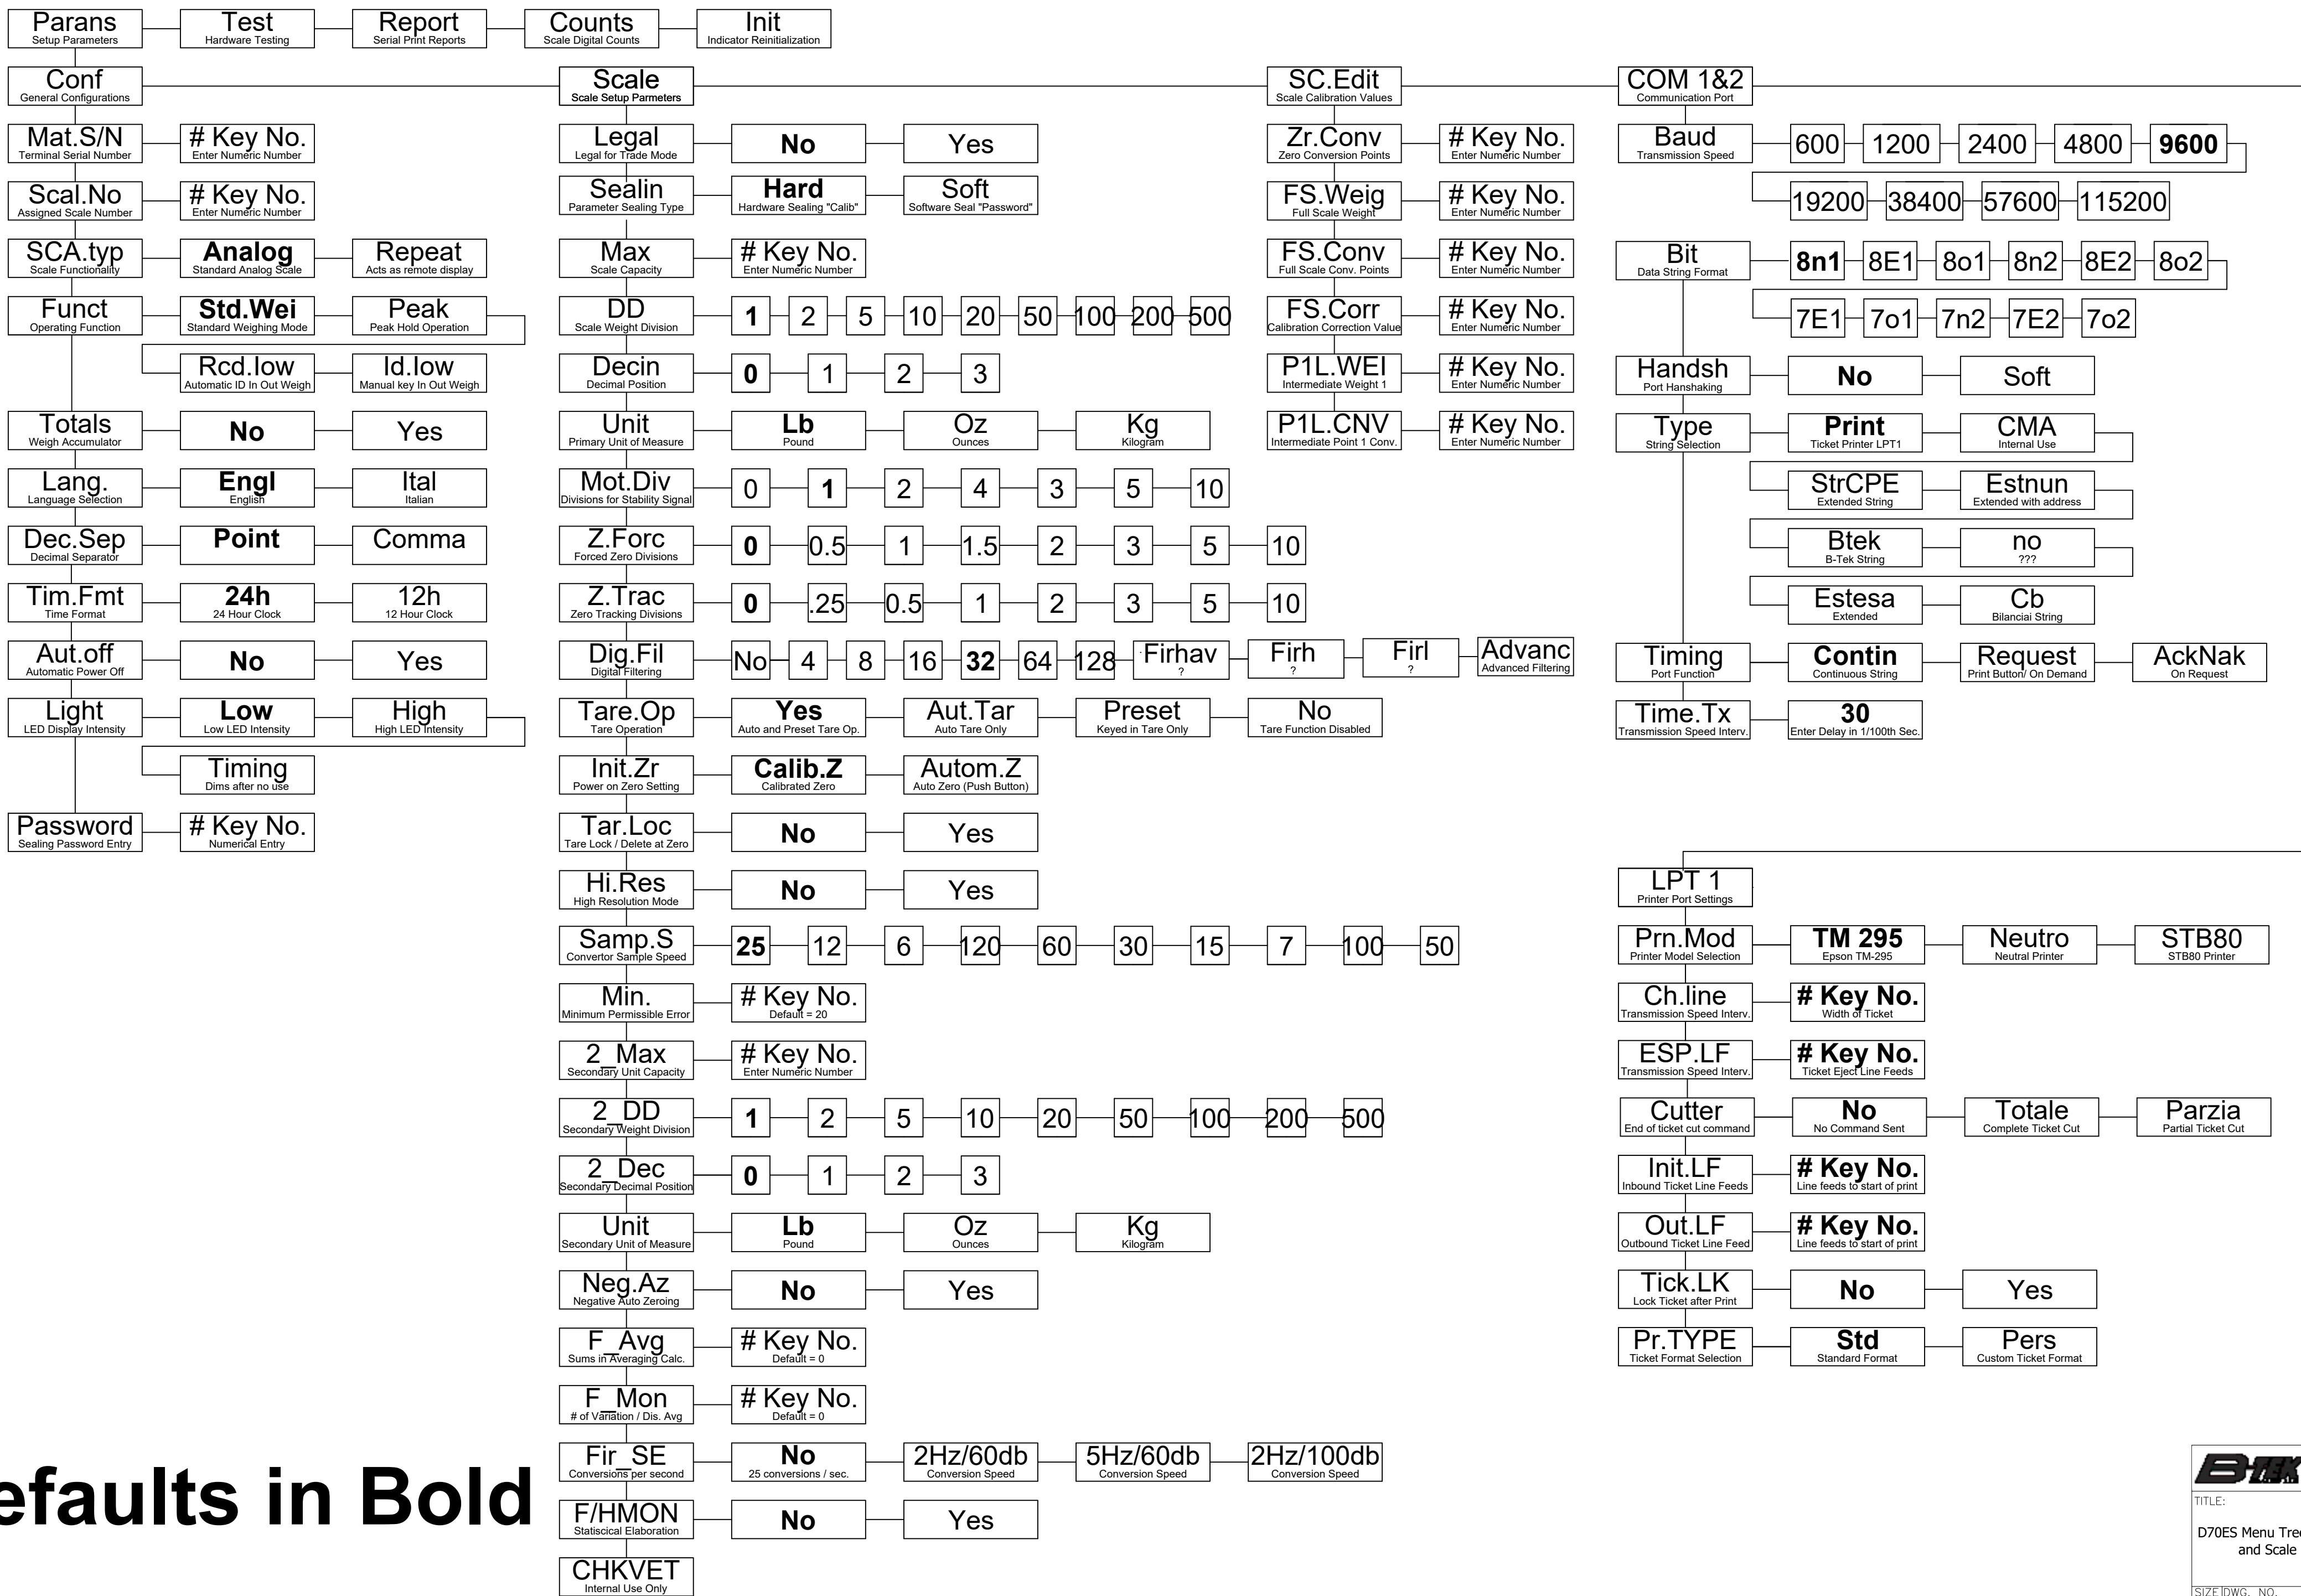 Parans
Setup Parameters
Test
Hardware Testing
Report
Serial Print Reports
Counts
Scale Digital Counts
Init
Indicator Reinitialization
Conf
General Configurations
Mat.S/N
Terminal Serial Number
# Key No.
Enter Numeric Number
Scal.No
Assigned Scale Number
# Key No.
Enter Numeric Number
SCA.typ
Scale Functionality
Analog
Standard Analog Scale
Repeat
Acts as remote display
Funct
Operating Function
Std.Wei
Standard Weighing Mode
Peak
Peak Hold Operation
Rcd.low
Automatic ID In Out Weigh
Id.low
Manual key In Out Weigh
Totals
Weigh Accumulator
No
Yes
Lang.
Language Selection
Engl
English
Ital
Italian
Dec.Sep
Decimal Separator
Point
Comma
Tim.Fmt
Time Format
24h
24 Hour Clock
12h
12 Hour Clock
Aut.off
Automatic Power Off
No
Yes
Light
LED Display Intensity
Low
Low LED Intensity
High
High LED Intensity
Timing
Dims after no use
Password
Sealing Password Entry
# Key No.
Numerical Entry
Scale
Scale Setup Parmeters
Legal
Legal for Trade Mode
No
Yes
Sealin
Parameter Sealing Type
Hard
Hardware Sealing "Calib"
Soft
Software Seal "Password"
Max
Scale Capacity
# Key No.
Enter Numeric Number
DD
Scale Weight Division
1
2
5
10
20
50
100
200
500
Decin
Decimal Position
0
1
2
3
Unit
Primary Unit of Measure
Lb
Pound
Oz
Ounces
Kg
Kilogram
Mot.Div
Divisions for Stability Signal
0
1
2
4
3
5
10
Z.Forc
Forced Zero Divisions
0
0.5
1
1.5
2
3
5
10
Z.Trac
Zero Tracking Divisions
0
.25
0.5
1
2
3
5
10
Dig.Fil
Digital Filtering
No
4
8
16
32
64
128
Firhav
?
Firh
?
Firl
?
Advanc
Advanced Filtering
Tare.Op
Tare Operation
Yes
Auto and Preset Tare Op.
Aut.Tar
Auto Tare Only
Preset
Keyed in Tare Only
No
Tare Function Disabled
Init.Zr
Power on Zero Setting
Calib.Z
Calibrated Zero
Autom.Z
Auto Zero (Push Button)
Tar.Loc
Tare Lock / Delete at Zero
No
Yes
Hi.Res
High Resolution Mode
No
Yes
Samp.S
Convertor Sample Speed
25
12
6
120
60
30
15
7
100
50
Min.
Minimum Permissible Error
# Key No.
Default = 20
2_Max
Secondary Unit Capacity
# Key No.
Enter Numeric Number
2_DD
Secondary Weight Division
1
2
5
10
20
50
100
200
500
2_Dec
Secondary Decimal Position
0
1
2
3
Unit
Secondary Unit of Measure
Lb
Pound
Oz
Ounces
Kg
Kilogram
Neg.Az
Negative Auto Zeroing
No
Yes
F_Avg
Sums in Averaging Calc.
# Key No.
Default = 0
F_Mon
# of Variation / Dis. Avg
# Key No.
Default = 0
Fir_SE
Conversions per second
No
25 conversions / sec.
2Hz/60db
Conversion Speed
5Hz/60db
Conversion Speed
2Hz/100db
Conversion Speed
F/HMON
Statiscical Elaboration
No
Yes
CHKVET
Internal Use Only
SC.Edit
Scale Calibration Values
Zr.Conv
Zero Conversion Points
# Key No.
Enter Numeric Number
FS.Weig
Full Scale Weight
# Key No.
Enter Numeric Number
FS.Conv
Full Scale Conv. Points
# Key No.
Enter Numeric Number
FS.Corr
Calibration Correction Value
# Key No.
Enter Numeric Number
P1L.WEI
Intermediate Weight 1
# Key No.
Enter Numeric Number
P1L.CNV
Intermediate Point 1 Conv.
# Key No.
Enter Numeric Number
COM 1&2
Communication Port
Baud
Transmission Speed
600
1200
2400
4800
9600
19200
38400
57600
115200
Bit
Data String Format
8n1
8E1
8o1
8n2
8E2
8o2
7E1
7o1
7n2
7E2
7o2
Handsh
Port Hanshaking
No
Soft
Type
String Selection
Print
Ticket Printer LPT1
CMA
Internal Use
StrCPE
Extended String
Estnun
Extended with address
Btek
B-Tek String
no
???
Estesa
Extended
Cb
Bilanciai String
Timing
Port Function
Contin
Continuous String
Request
Print Button/ On Demand
AckNak
On Request
Time.Tx
Transmission Speed Interv.
30
Enter Delay in 1/100th Sec.
LPT 1
Printer Port Settings
Prn.Mod
Printer Model Selection
TM 295
Epson TM-295
Neutro
Neutral Printer
STB80
STB80 Printer
Ch.line
Transmission Speed Interv.
# Key No.
Width of Ticket
ESP.LF
Transmission Speed Interv.
# Key No.
Ticket Eject Line Feeds
Cutter
End of ticket cut command
No
No Command Sent
Totale
Complete Ticket Cut
Parzia
Partial Ticket Cut
Init.LF
Inbound Ticket Line Feeds
# Key No.
Line feeds to start of print
Out.LF
Outbound Ticket Line Feed
# Key No.
Line feeds to start of print
Tick.LK
Lock Ticket after Print
No
Yes
Pr.TYPE
Ticket Format Selection
Std
Standard Format
Pers
Custom Ticket Format
efaults in Bold
B-TEK
TITLE:
D70ES Menu Tree
and Scale
SIZE DWG. NO.